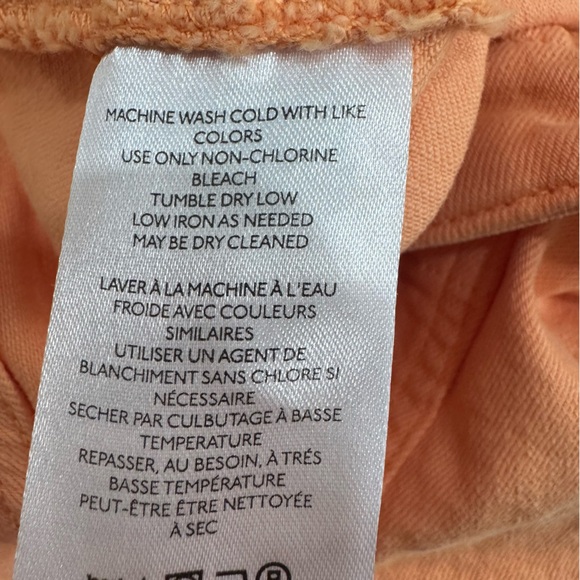 MACHINE WASH COLD WITH LIKE
COLORS
USE ONLY NON-CHLORINE
BLEACH
TUMBLE DRY LOW
LOW IRON AS NEEDED
MAY BE DRY CLEANED
LAVER À LA MACHINE À L'EAU
FROIDE AVEC COULEURS
SIMILAIRES
UTILISER UN AGENT DE
BLANCHIMENT SANS CHLORE SI
NÉCESSAIRE
SECHER PAR CULBUTAGE À BASSE
TEMPERATURE
REPASSER, AU BESOIN, À TRÉS
BASSE TEMPÉRATURE
PEUT-ÊTRE ÊTRE NETTOYÉE
À SEC